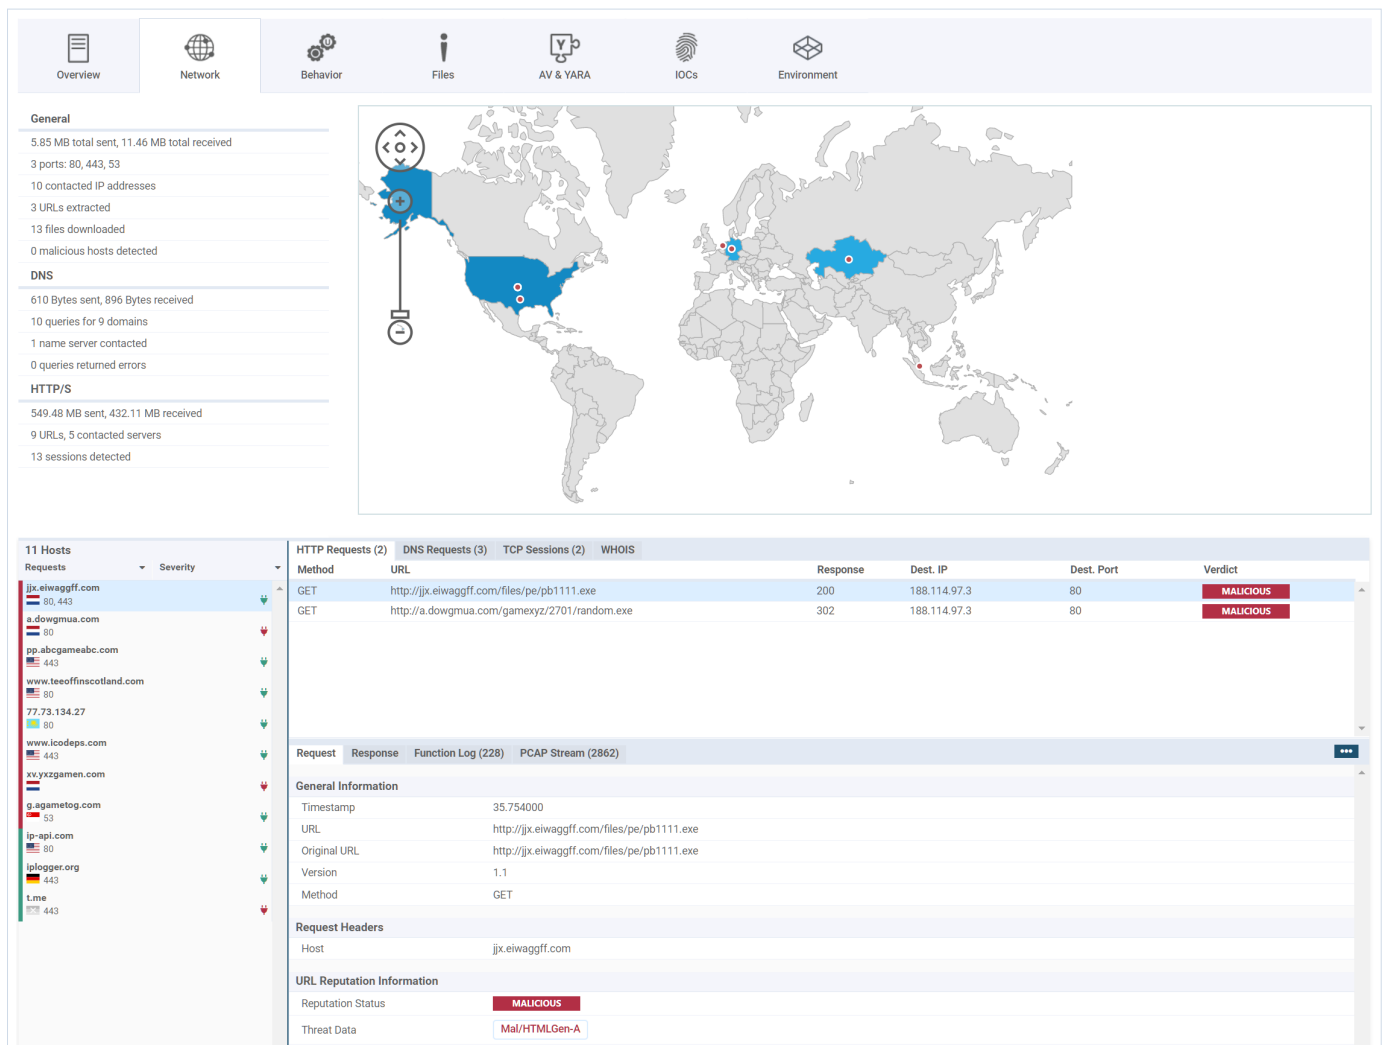 Overview
Network
Behavior
Files
AV & YARA
IOCs
Environment
General
5.85 MB total sent, 11.46 MB total received
3 ports: 80, 443, 53
10 contacted IP addresses
3 URLs extracted
13 files downloaded
0 malicious hosts detected
DNS
610 Bytes sent, 896 Bytes received
10 queries for 9 domains
1 name server contacted
0 queries returned errors
HTTP/S
549.48 MB sent, 432.11 MB received
9 URLs, 5 contacted servers
13 sessions detected
11 Hosts
Requests Severity
jjx.eiwaggff.com
80, 443
a.dowgmua.com
80
pp.abcgameabc.com
443
www.teeoffinscotland.com
80
77.73.134.27
80
www.icodeps.com
443
xv.yxzgamen.com
g.agametog.com
53
ip-api.com
80
iplogger.org
443
t.me
443
HTTP Requests (2) DNS Requests (3) TCP Sessions (2) WHOIS
Method URL Response Dest. IP Dest. Port Verdict
GET http://jjx.eiwaggff.com/files/pe/pb1111.exe 200 188.114.97.3 80 MALICIOUS
GET http://a.dowgmua.com/gamexyz/2701/random.exe 302 188.114.97.3 80 MALICIOUS
Request Response Function Log (228) PCAP Stream (2862)
General Information
Timestamp 35.754000
URL http://jjx.eiwaggff.com/files/pe/pb1111.exe
Original URL http://jjx.eiwaggff.com/files/pe/pb1111.exe
Version 1.1
Method GET
Request Headers
Host jjx.eiwaggff.com
URL Reputation Information
Reputation Status MALICIOUS
Threat Data Mal/HTMLGen-A